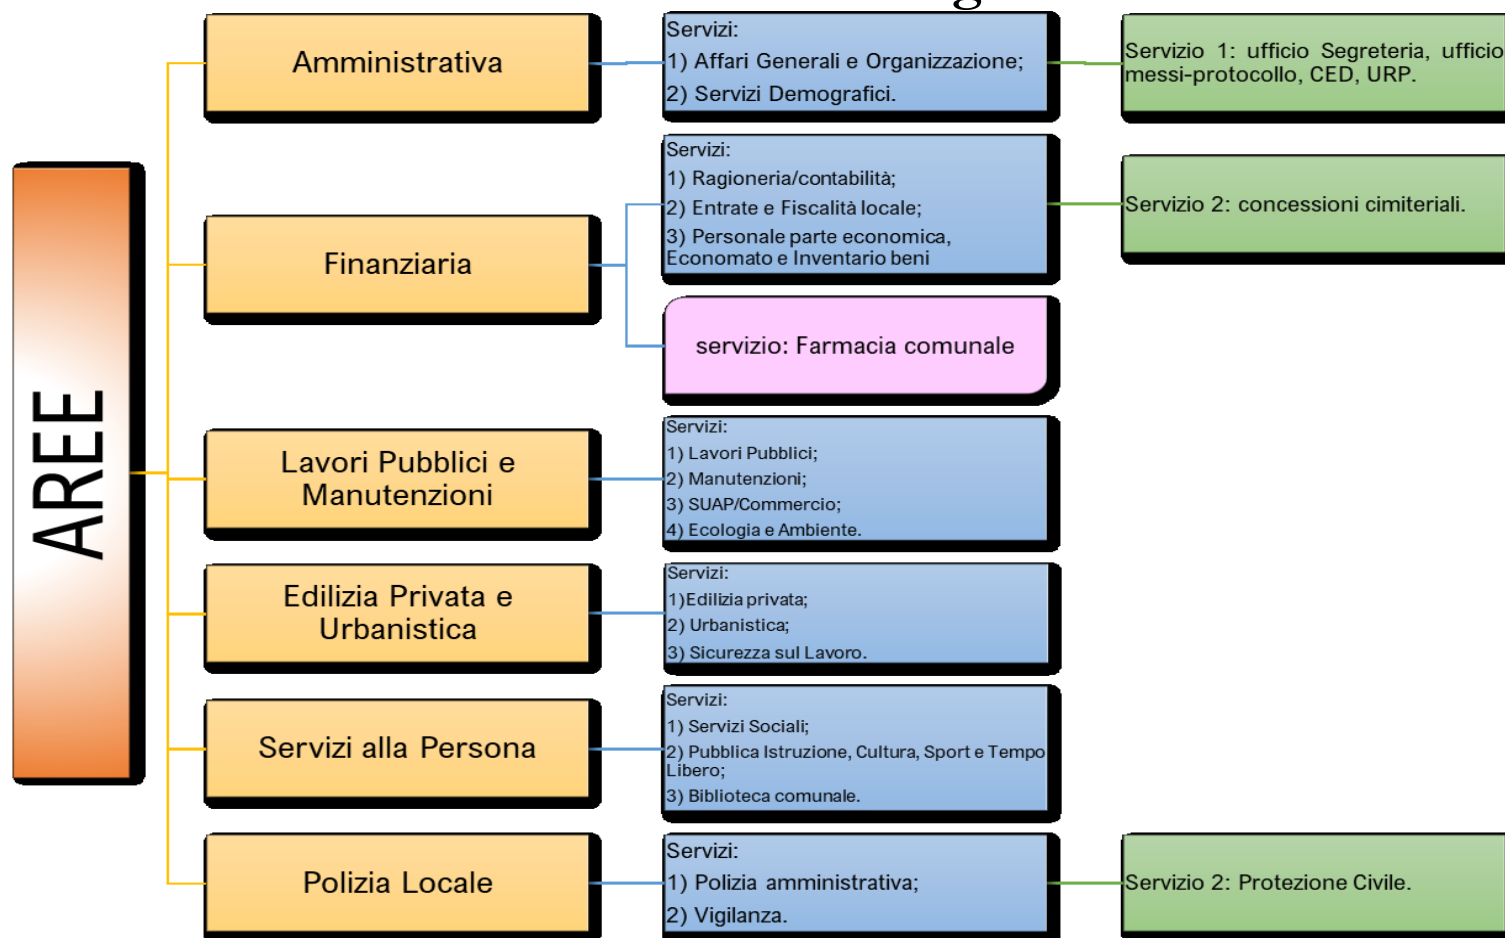 AREE
Amministrativa
Servizi:
1) Affari Generali e Organizzazione;
2) Servizi Demografici.
Servizio 1: ufficio Segreteria, ufficio
messi-protocollo, CED, URP.
Finanziaria
Servizi:
1) Ragioneria/contabilità;
2) Entrate e Fiscalità locale;
3) Personale parte economica,
Economato e Inventario beni
Servizio 2: concessioni cimiteriali.
servizio: Farmacia comunale
Lavori Pubblici e
Manutenzioni
Servizi:
1) Lavori Pubblici;
2) Manutenzioni;
3) SUAP/Commercio;
4) Ecologia e Ambiente.
Edilizia Privata e
Urbanistica
Servizi:
1)Edilizia privata;
2) Urbanistica;
3) Sicurezza sul Lavoro.
Servizi alla Persona
Servizi:
1) Servizi Sociali;
2) Pubblica Istruzione, Cultura, Sport e Tempo
Libero;
3) Biblioteca comunale.
Polizia Locale
Servizi:
1) Polizia amministrativa;
2) Vigilanza.
Servizio 2: Protezione Civile.